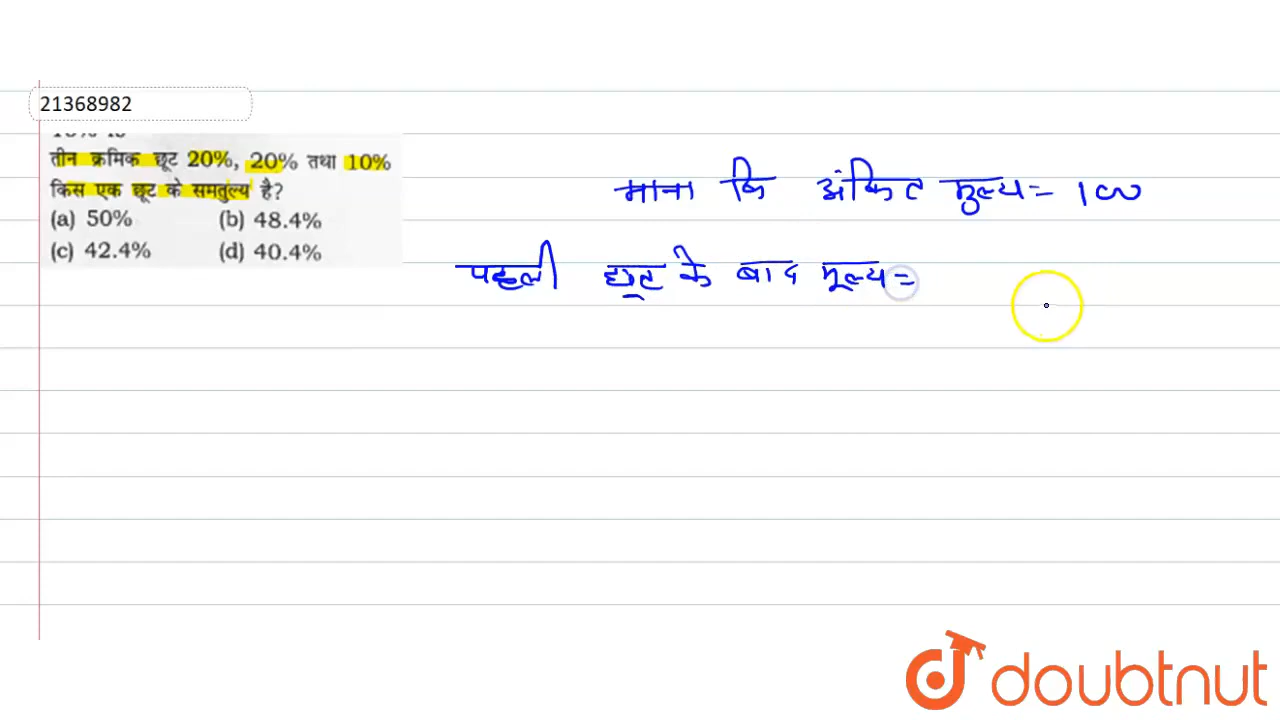 21368982
तीन क्रमिक छूट 20%, 20% तथा 10%
किस एक छूट के समतुल्य है?
(a) 50% (b) 48.4%
(c) 42.4% (d) 40.4%
माना कि अंकित मुल्य = 100
पहली छूट के बाद मूल्य =
doubtnut